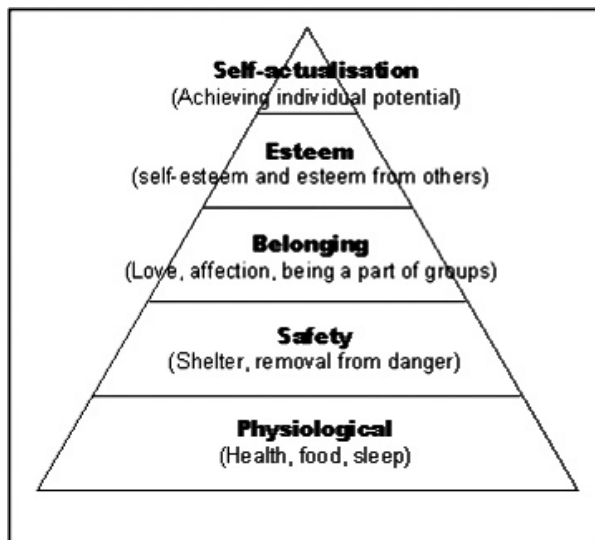 Self-actualisation
(Achieving individual potential)
Esteem
(self-esteem and esteem from others)
Belonging
(Love, affection, being a part of groups)
Safety
(Shelter, removal from danger)
Physiological
(Health, food, sleep)